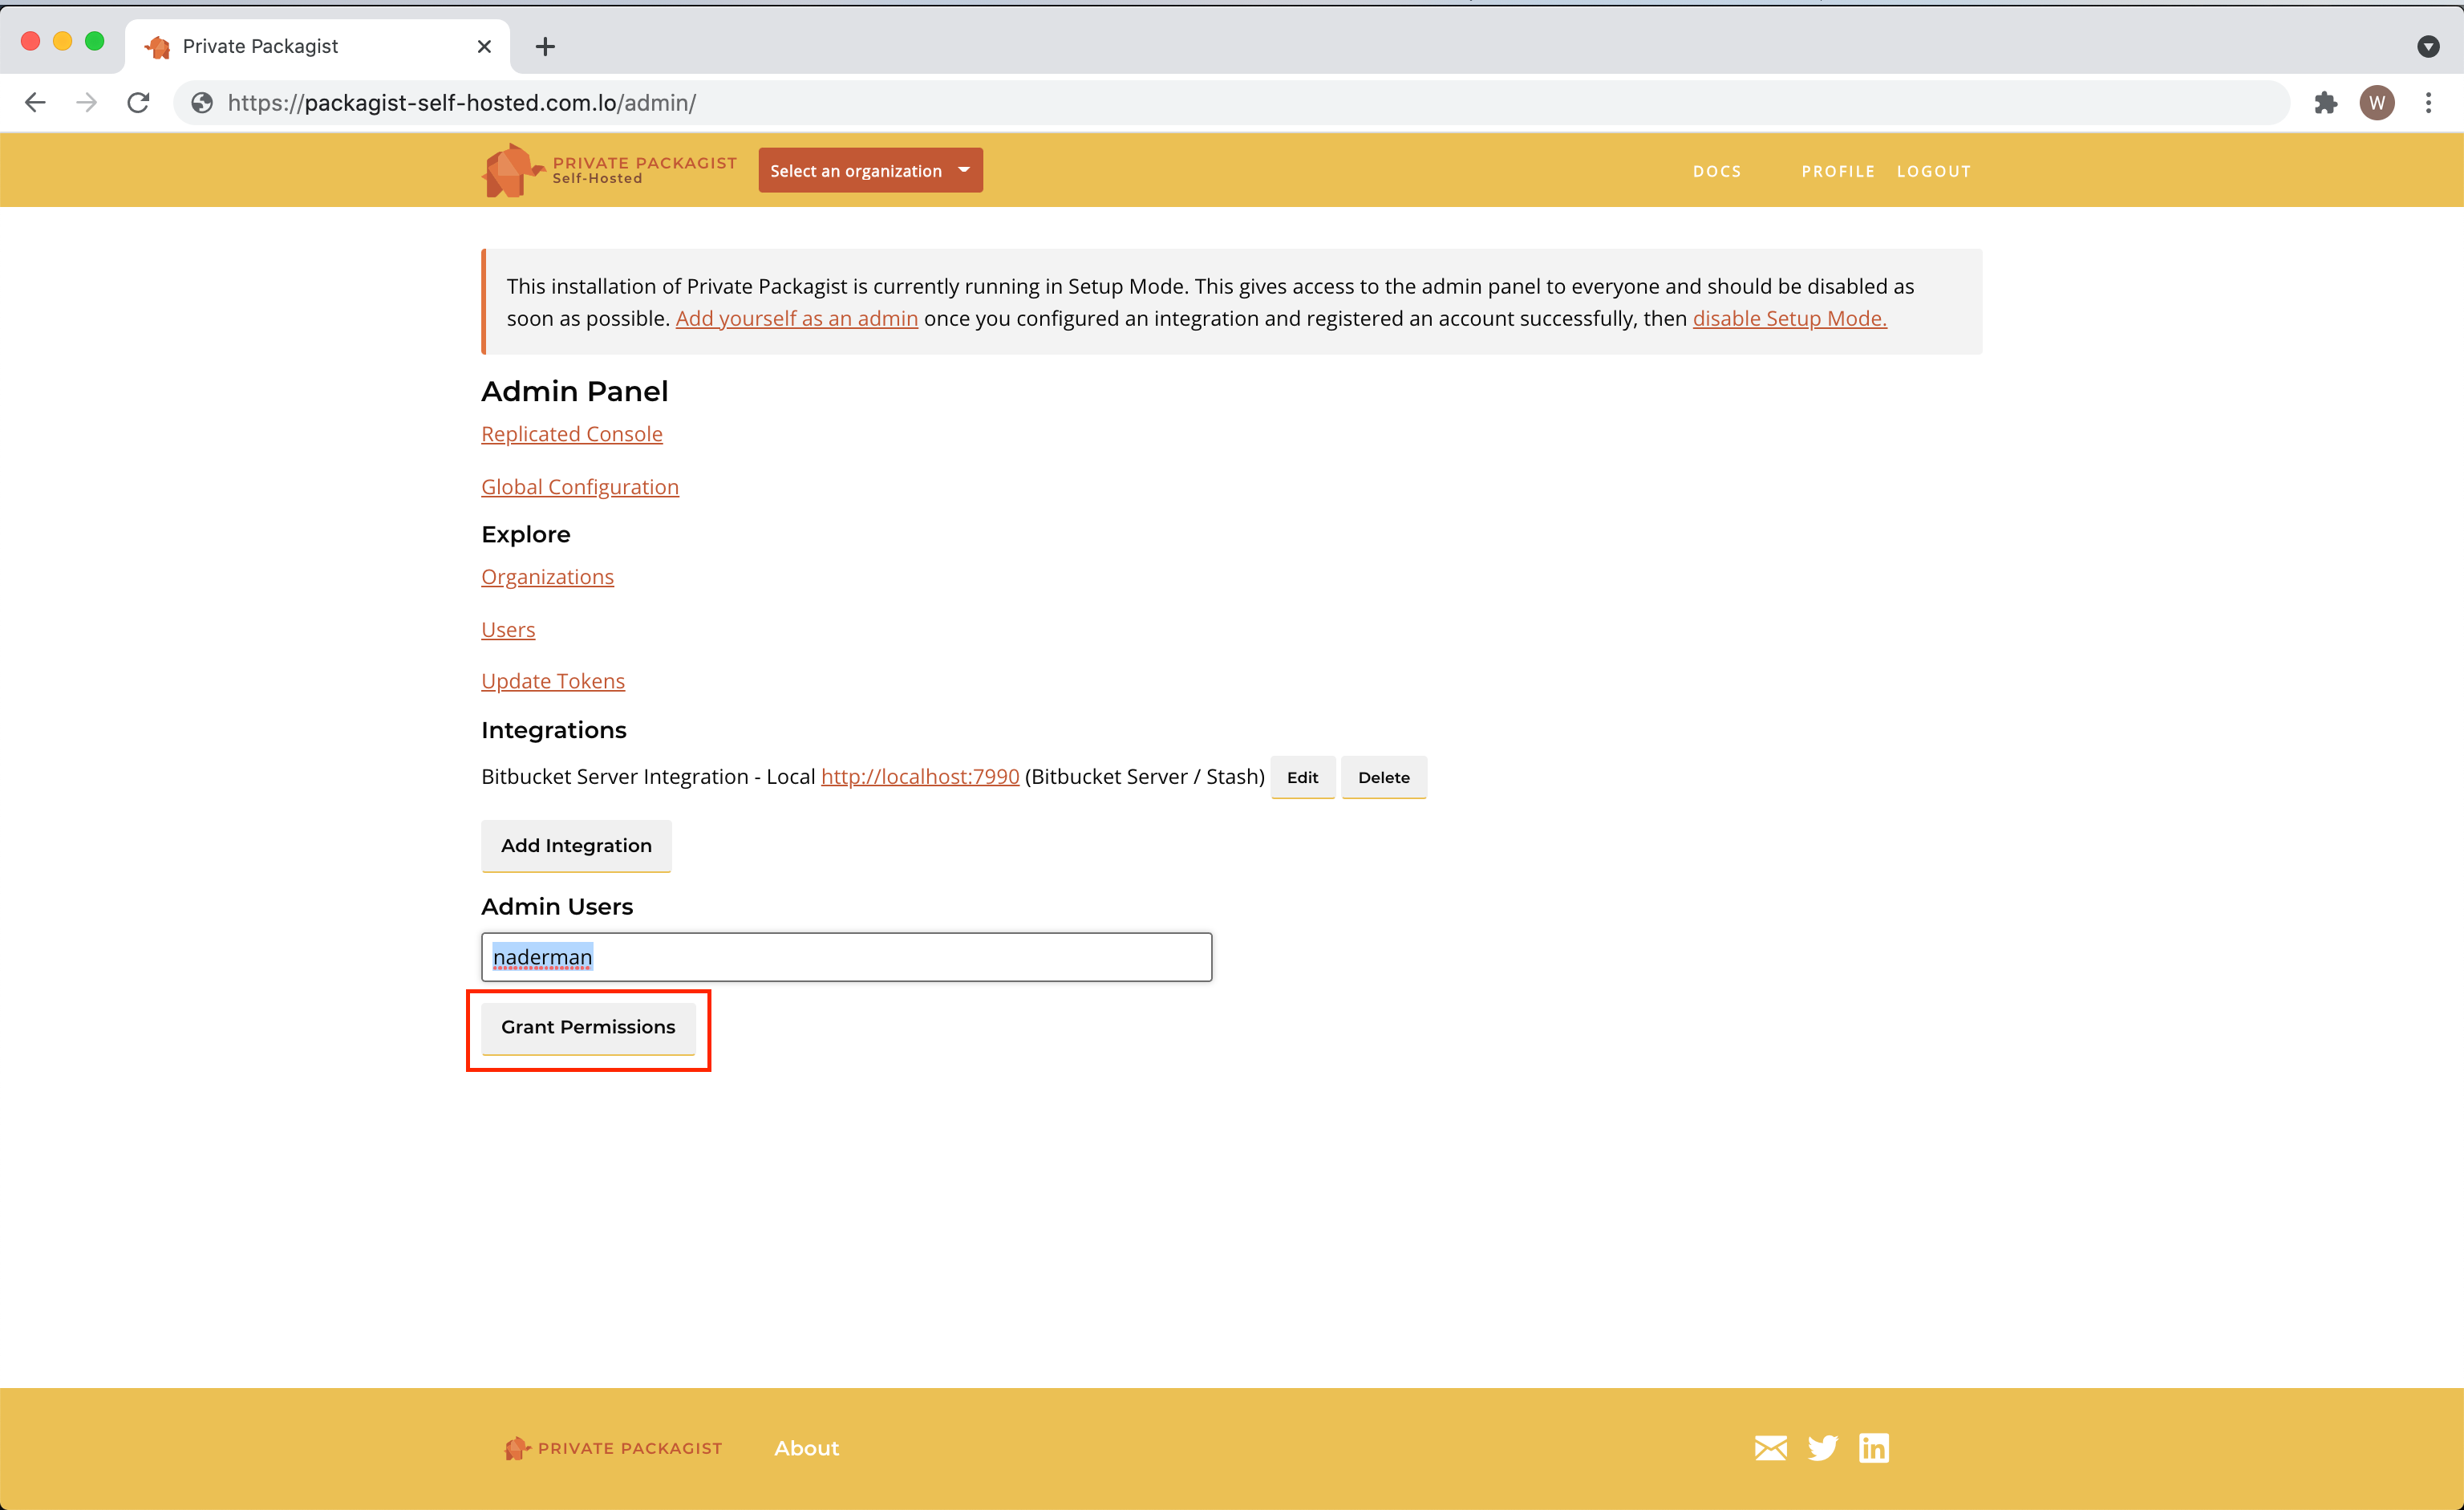 Private Packagist
https://packagist-self-hosted.com.lo/admin/
W
PRIVATE PACKAGIST
Self-Hosted
Select an organization
DOCS
PROFILE
LOGOUT
This installation of Private Packagist is currently running in Setup Mode. This gives access to the admin panel to everyone and should be disabled as
soon as possible. Add yourself as an admin once you configured an integration and registered an account successfully, then disable Setup Mode.
Admin Panel
Replicated Console
Global Configuration
Explore
Organizations
Users
Update Tokens
Integrations
Bitbucket Server Integration - Local http://localhost:7990 (Bitbucket Server / Stash) Edit Delete
Add Integration
Admin Users
naderman
Grant Permissions
PRIVATE PACKAGIST
About
in